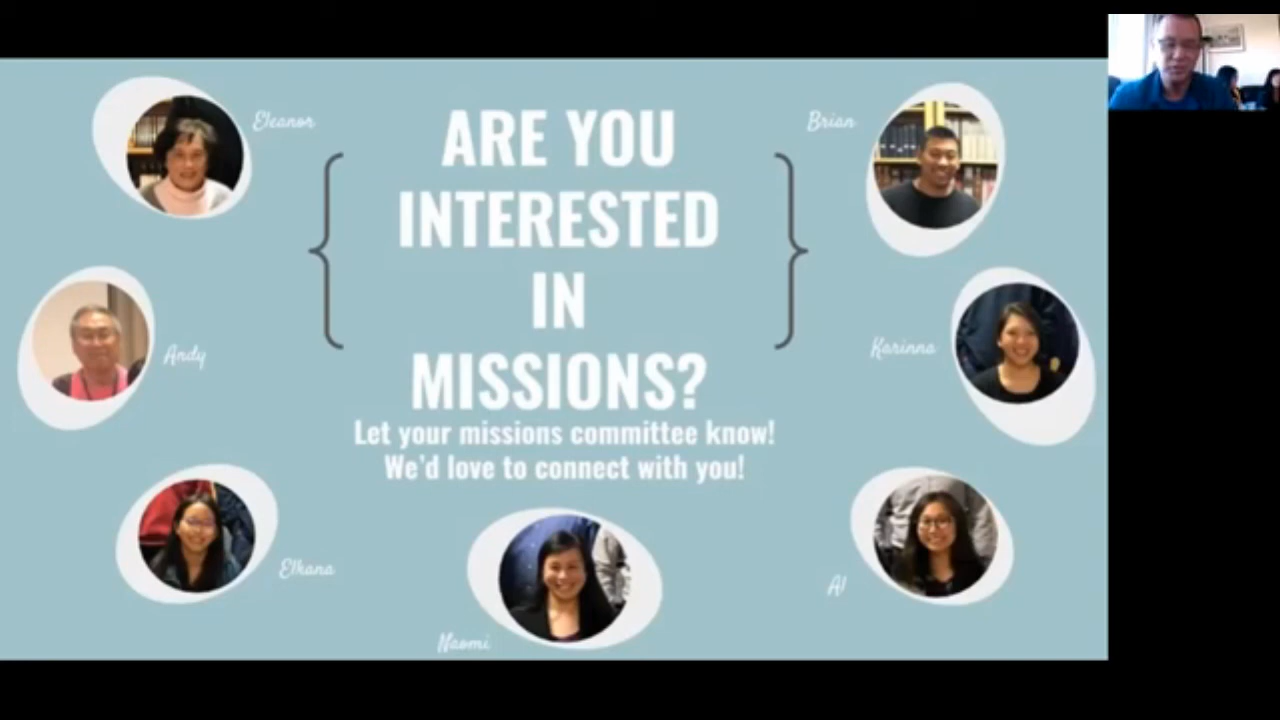 Eleanor
Brian
ARE YOU
INTERESTED
IN
MISSIONS?
Let your missions committee know!
We'd love to connect with you!
Andy
Karinna
Elkana
Naomi
Al